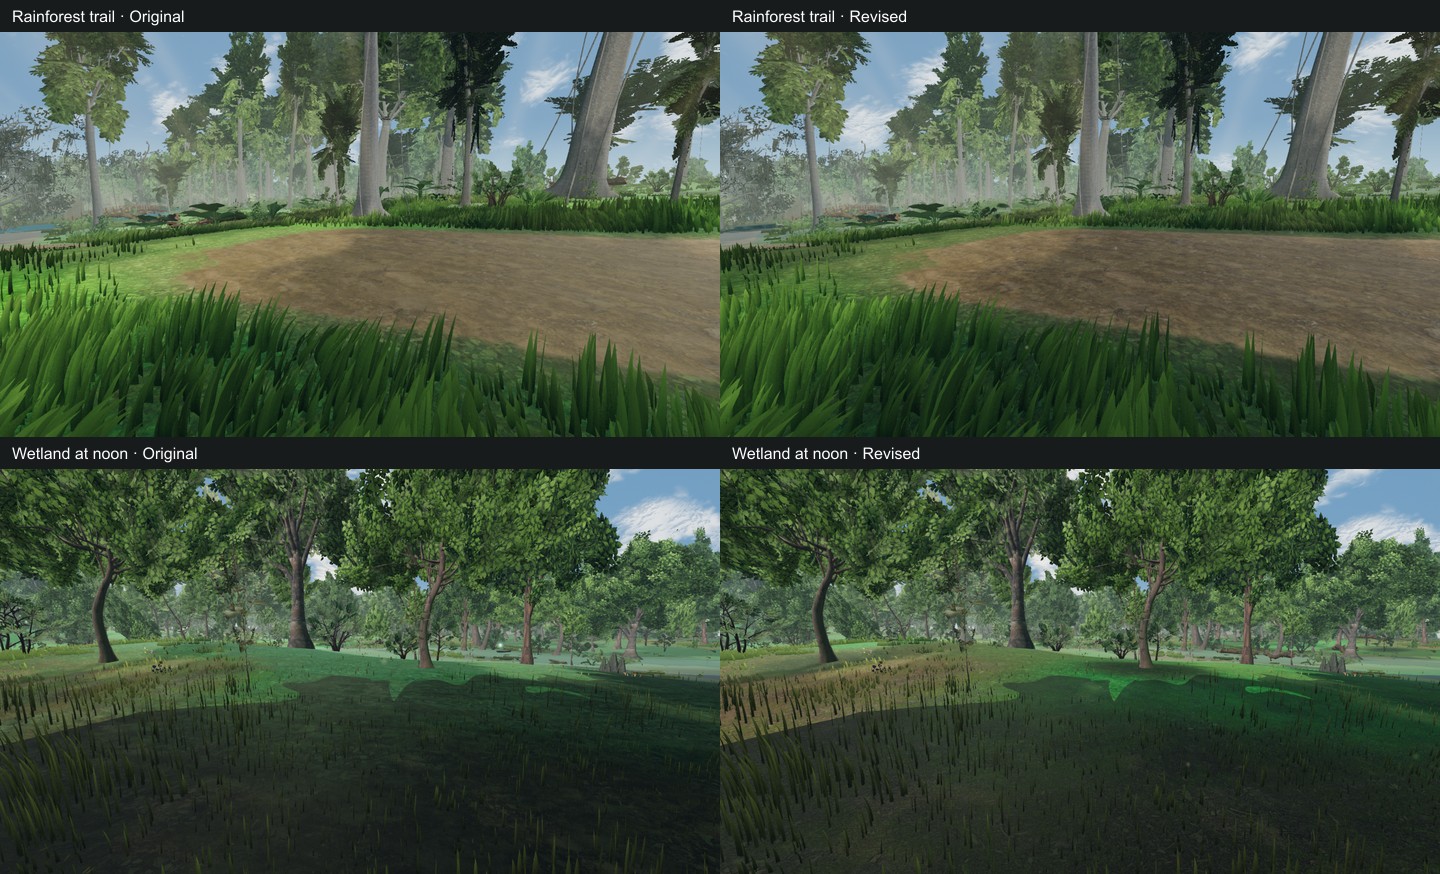 Rainforest trail · Original
Rainforest trail · Revised
Wetland at noon · Original
Wetland at noon · Revised